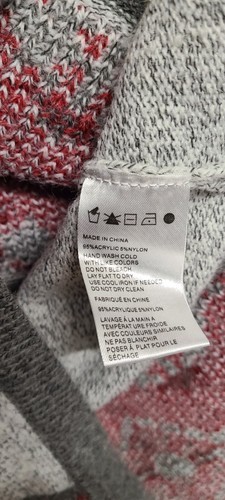 MADE IN CHINA
95%ACRYLIC 5%NYLON
HAND WASH COLD
WITH LIKE COLORS
DO NOT BLEACH
LAY FLAT TO DRY
USE COOL IRON IF NEEDED
DO NOT DRY CLEAN
FABRIQUÉ EN CHINE
95%ACRYLIQUE 5%NYLON
LAVAGE À LA MAIN A
TEMPÉRATURE FROIDE
AVEC COULEURS SIMILAIRES
NE PAS BLANCHIR
POSER À PLAT POUR LE
SÉCHAGE